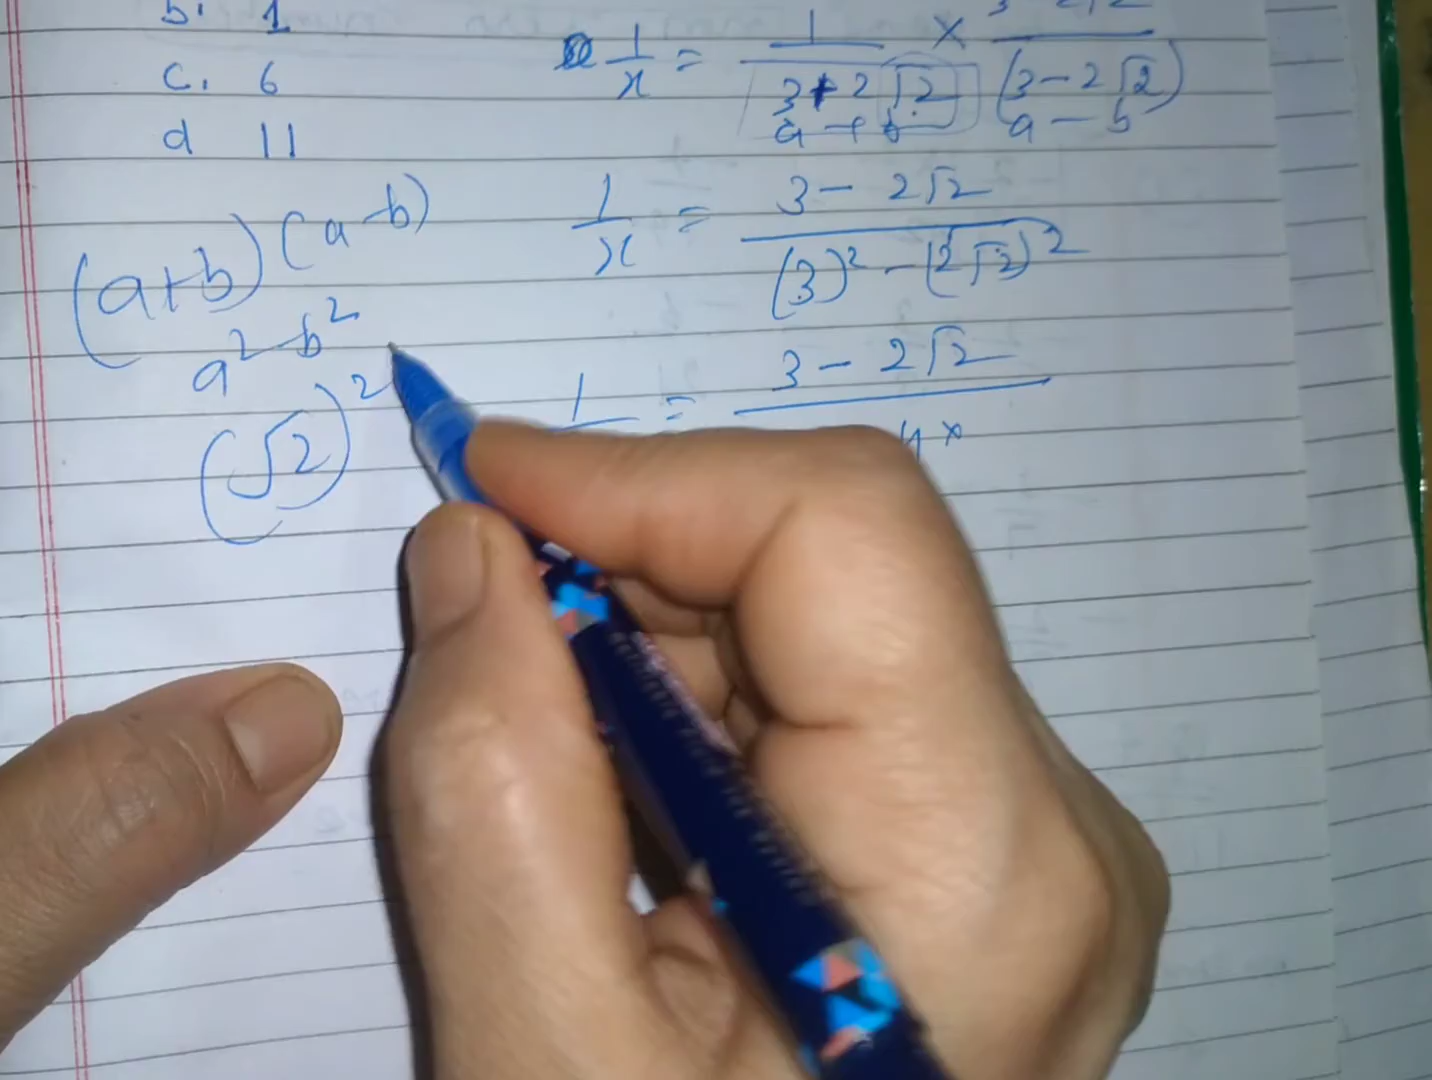 b. 1
c. 6
d 11
1/x = 1/(3+2√2) × 3-2√2/(3-2√2)
a+b a-b
1/x = (3-2√2)/((3)²-(2√2)²)
(a+b)(a-b)
a²-b²
(√2)²
1 = 3-2√2
4×